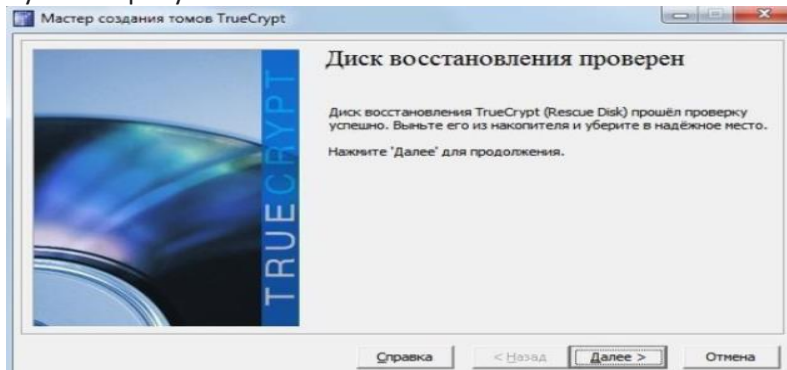 Мастер создания томов TrueCrypt
Диск восстановления проверен
Диск восстановления TrueCrypt (Rescue Disk) прошёл проверку
успешно. Выньте его из накопителя и уберите в надёжное место.
Нажмите 'Далее' для продолжения.
TRUECRYPT
Справка
< Назад
Далее >
Отмена